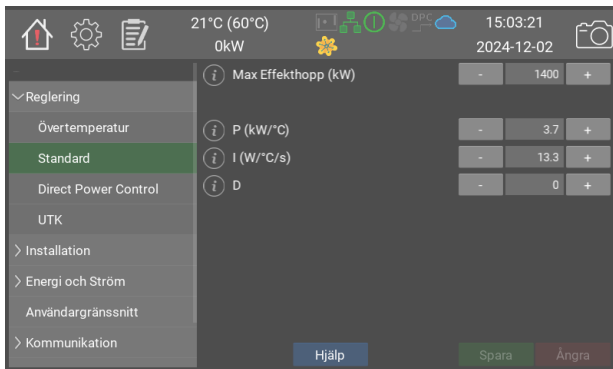 21°C (60°C)
0kW
DPC
15:03:21
2024-12-02
...
Reglering
Övertemperatur
Standard
Direct Power Control
UTK
Installation
Energi och Ström
Användargränssnitt
Kommunikation
i Max Effekthopp (kW) - 1400 +
i P (kW/°C) - 3.7 +
i I (W/°C/s) - 13.3 +
i D - 0 +
Hjälp
Spara
Ångra